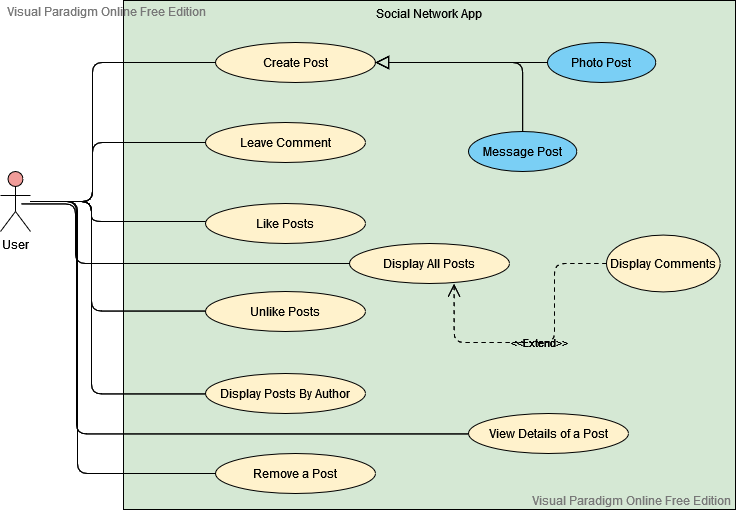 Visual Paradigm Online Free Edition
Social Network App
Create Post
Photo Post
Leave Comment
Message Post
User
Like Posts
Display All Posts
Display Comments
Unlike Posts
<<Extend>>
Display Posts By Author
View Details of a Post
Remove a Post
Visual Paradigm Online Free Edition